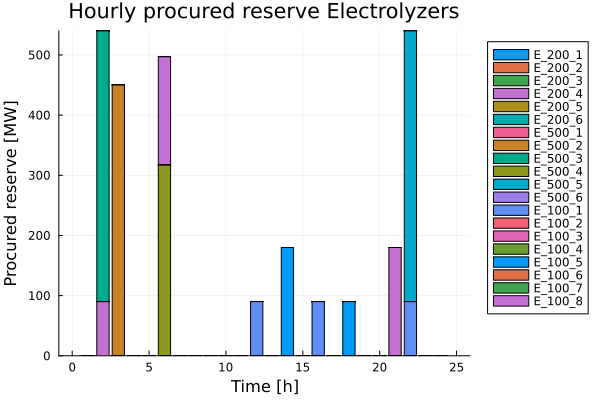 Hourly procured reserve Electrolyzers
Procured reserve [MW]
500
400
300
200
100
0
0 5 10 15 20 25
Time [h]
E_200_1
E_200_2
E_200_3
E_200_4
E_200_5
E_200_6
E_500_1
E_500_2
E_500_3
E_500_4
E_500_5
E_500_6
E_100_1
E_100_2
E_100_3
E_100_4
E_100_5
E_100_6
E_100_7
E_100_8